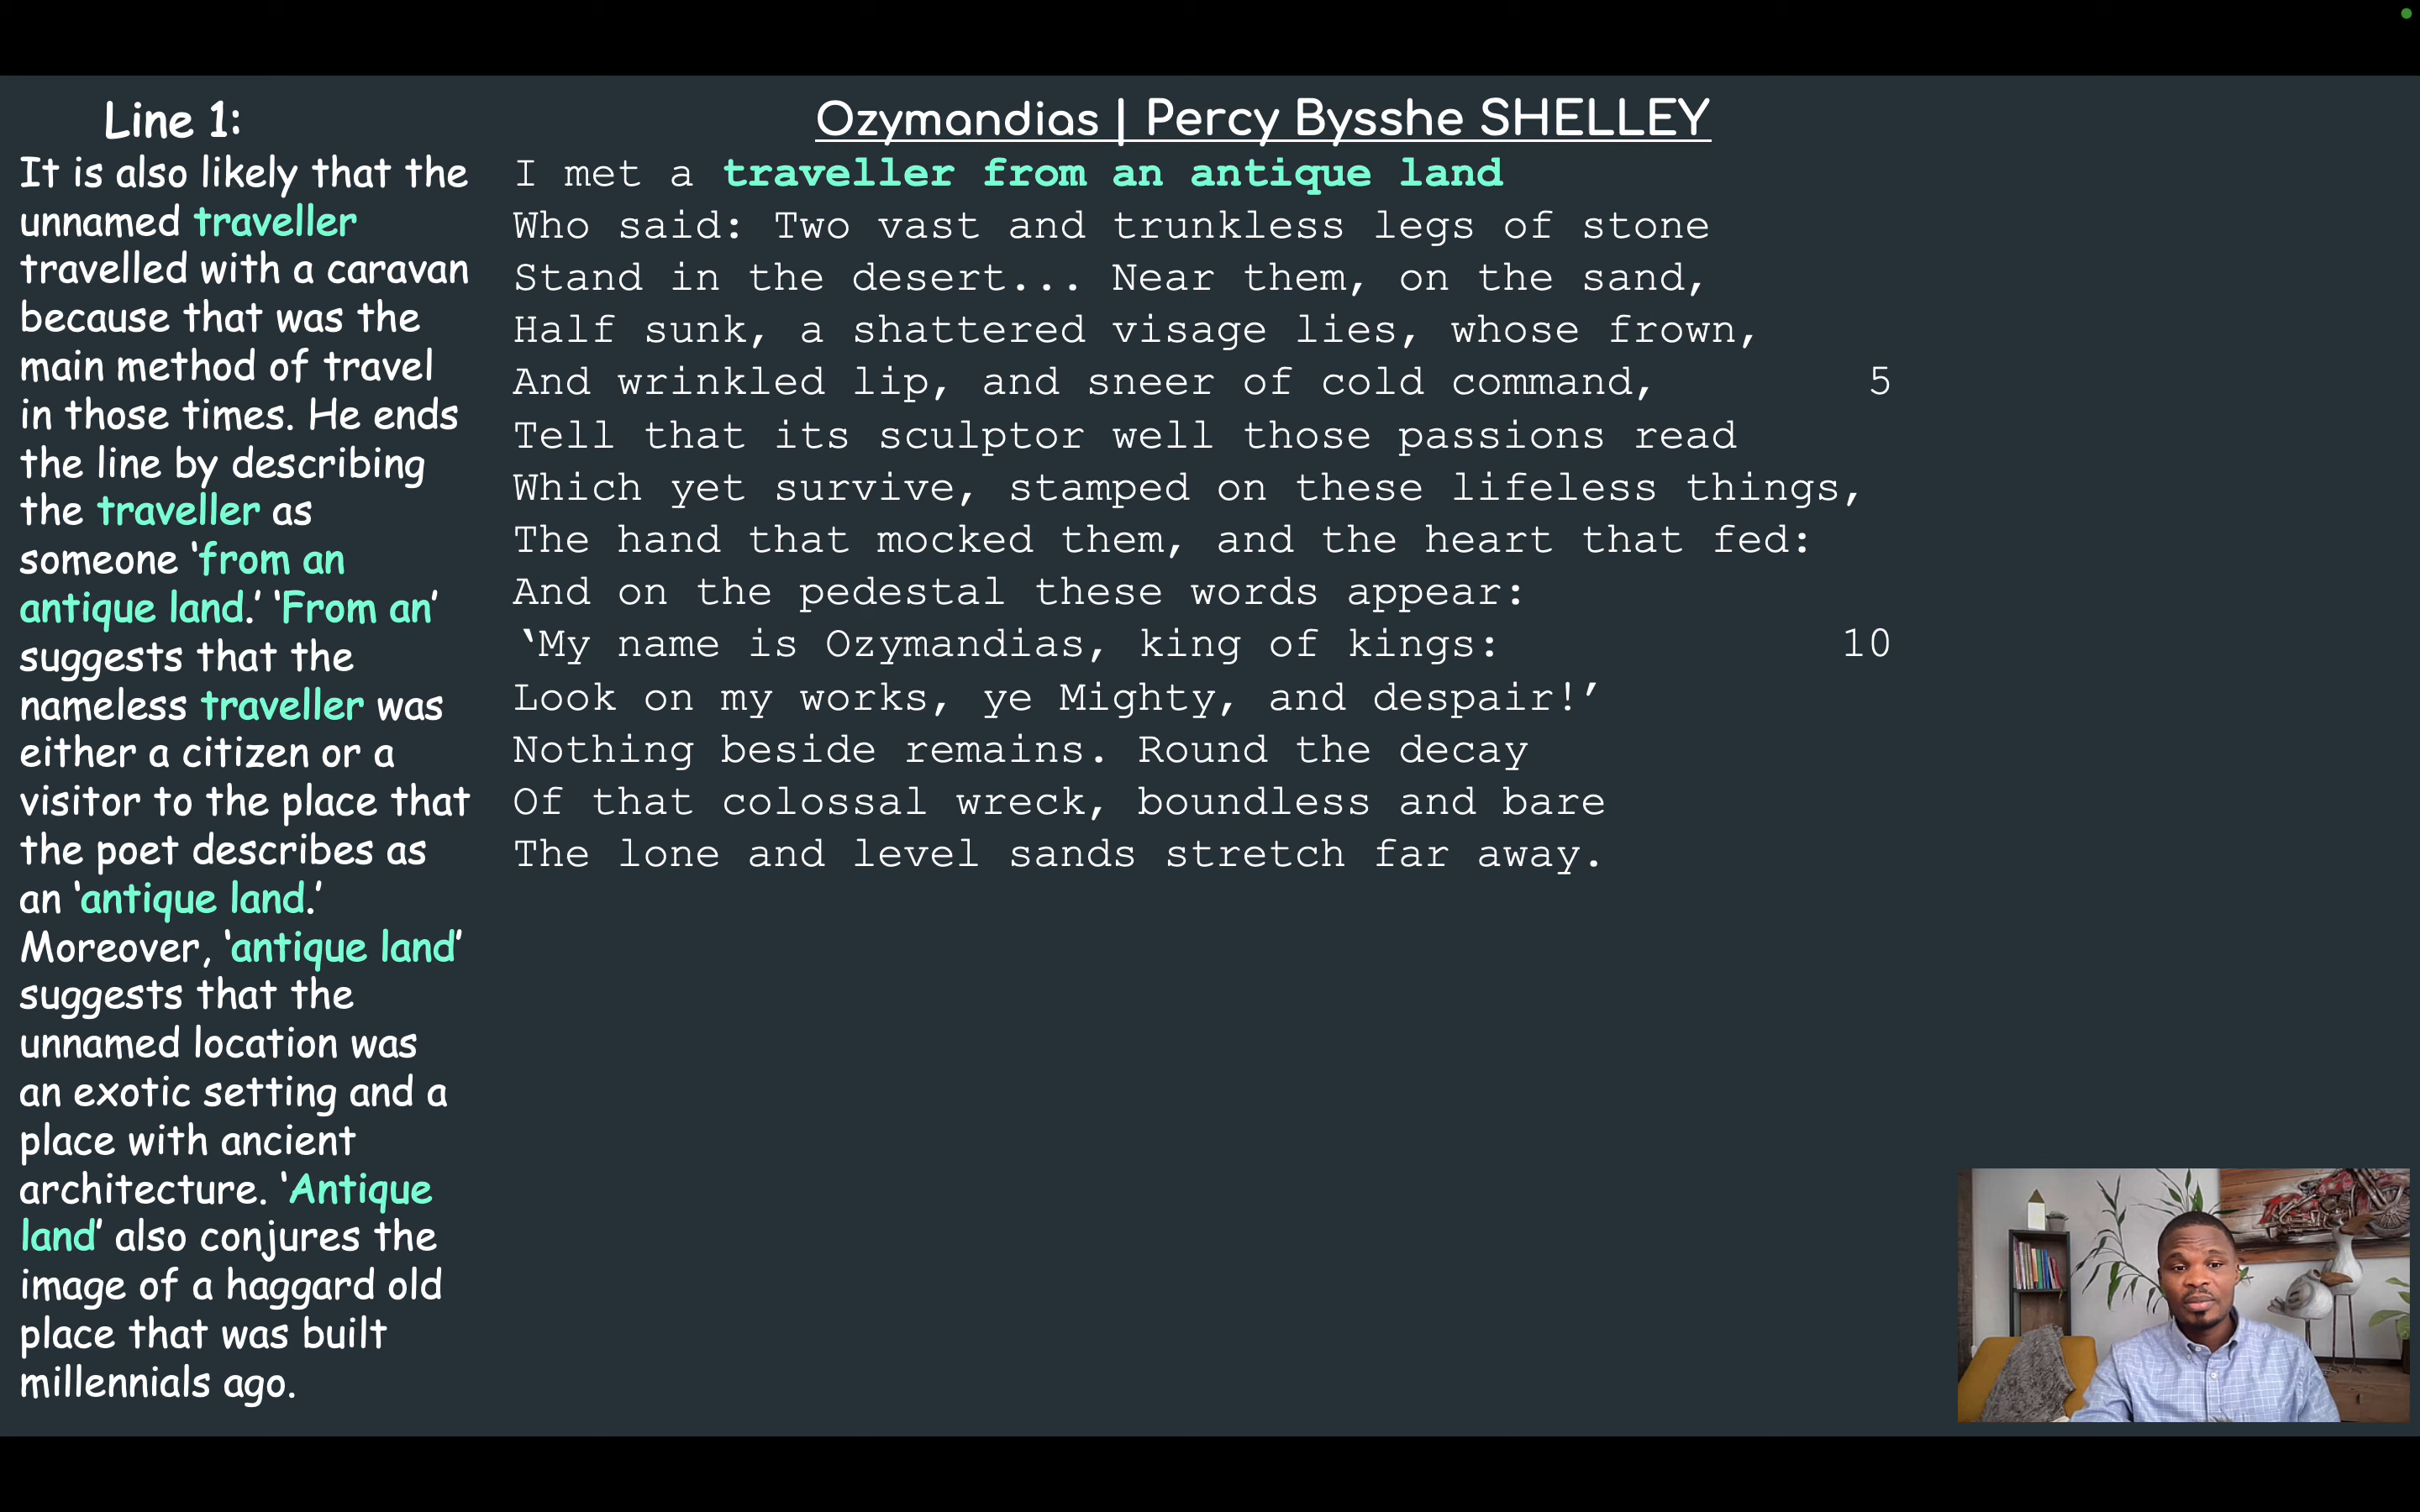 Line 1:
It is also likely that the
unnamed traveller
travelled with a caravan
because that was the
main method of travel
in those times. He ends
the line by describing
the traveller as
someone ‘from an
antique land.’ ‘From an’
suggests that the
nameless traveller was
either a citizen or a
visitor to the place that
the poet describes as
an ‘antique land.’
Moreover, ‘antique land’
suggests that the
unnamed location was
an exotic setting and a
place with ancient
architecture. ‘Antique
land’ also conjures the
image of a haggard old
place that was built
millennials ago.
Ozymandias | Percy Bysshe SHELLEY
I met a traveller from an antique land
Who said: Two vast and trunkless legs of stone
Stand in the desert... Near them, on the sand,
Half sunk, a shattered visage lies, whose frown,
And wrinkled lip, and sneer of cold command, 5
Tell that its sculptor well those passions read
Which yet survive, stamped on these lifeless things,
The hand that mocked them, and the heart that fed:
And on the pedestal these words appear:
‘My name is Ozymandias, king of kings: 10
Look on my works, ye Mighty, and despair!’
Nothing beside remains. Round the decay
Of that colossal wreck, boundless and bare
The lone and level sands stretch far away.